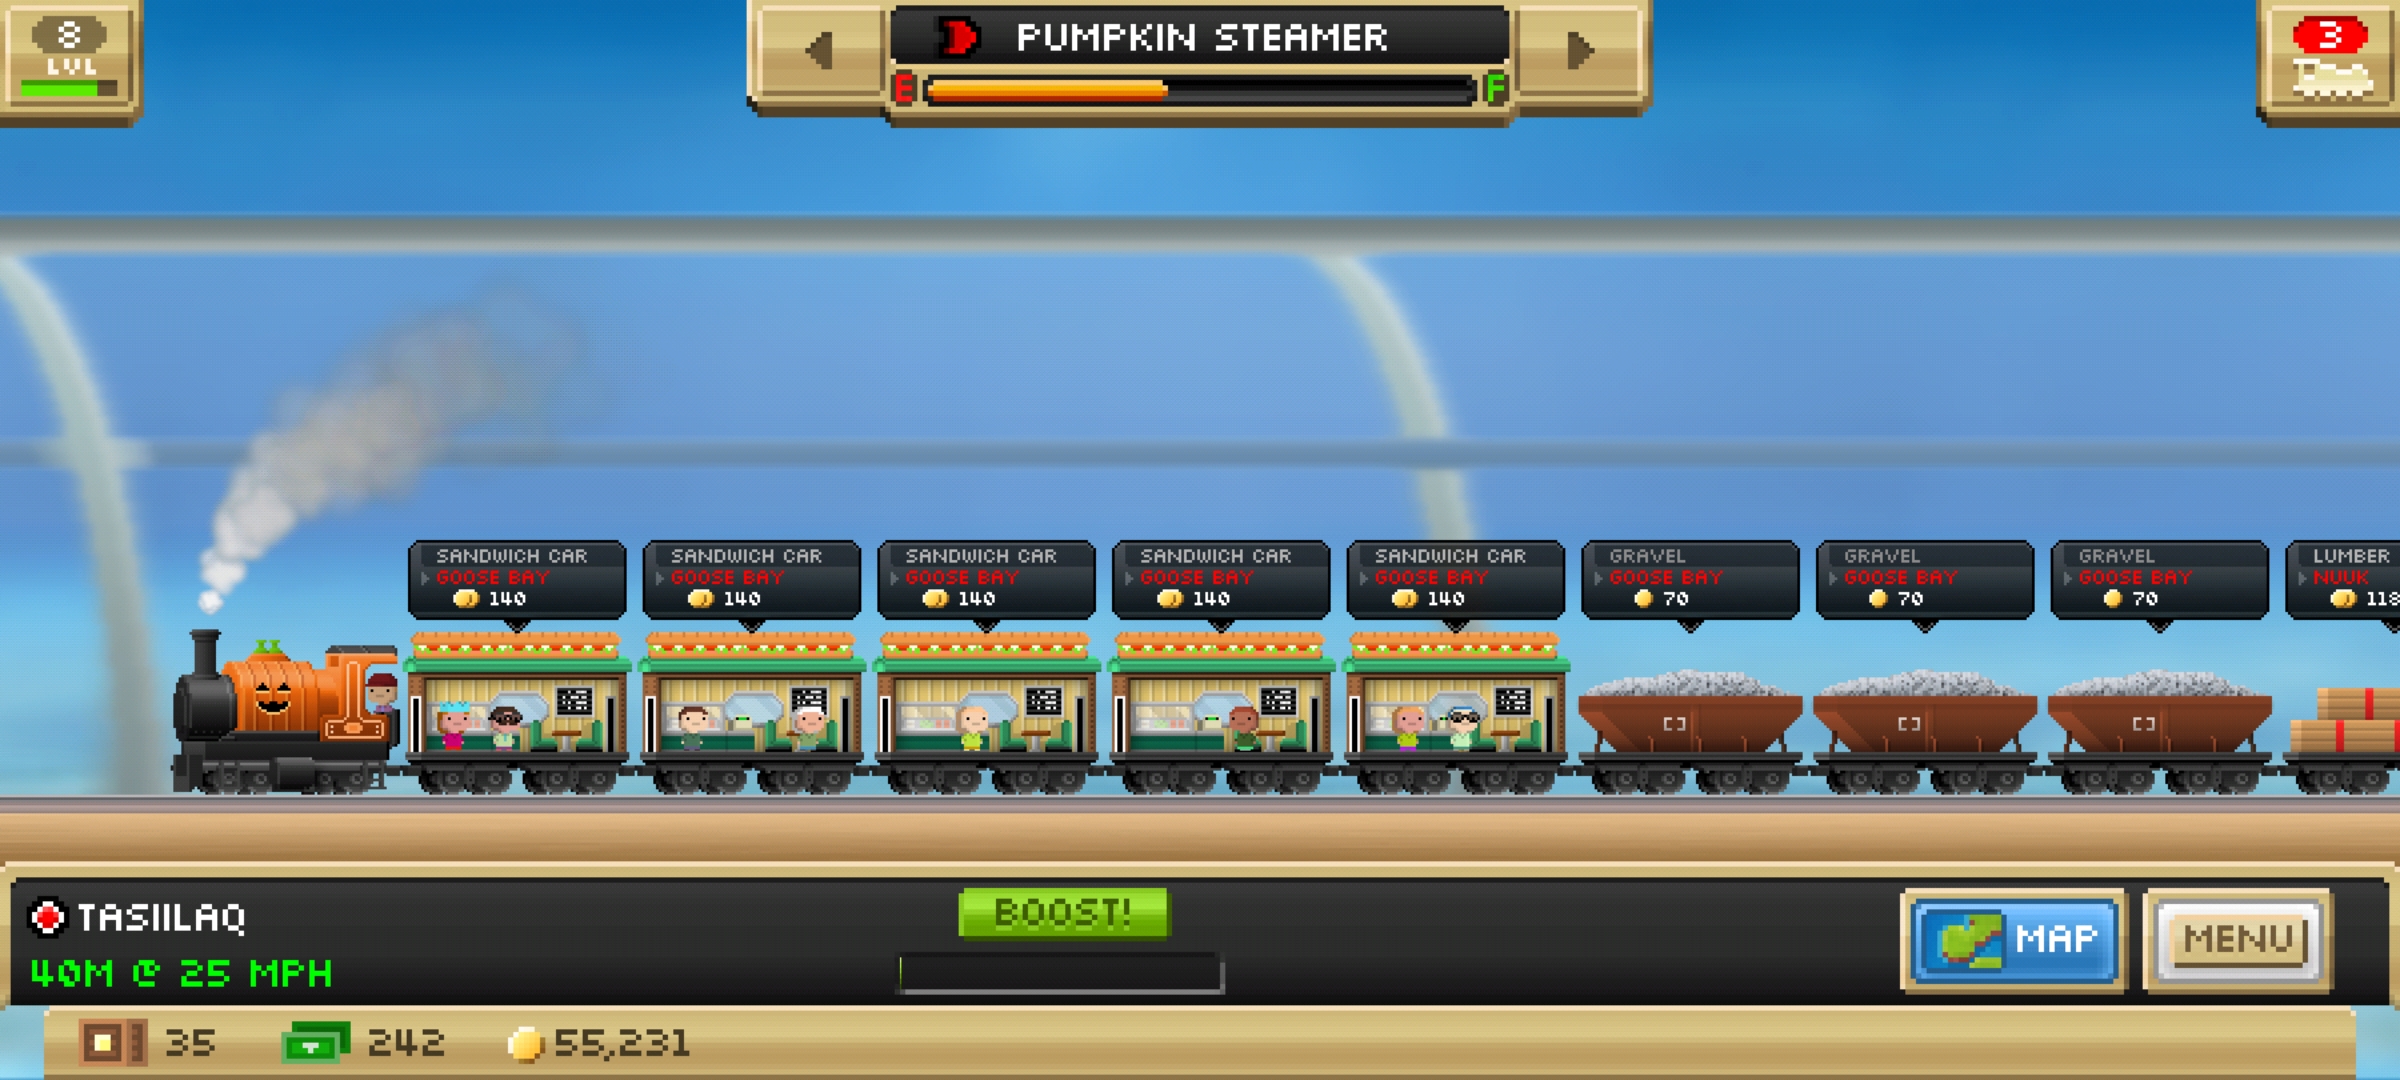 8
LVL
PUMPKIN STEAMER
E F
3
SANDWICH CAR
GOOSE BAY
140
SANDWICH CAR
GOOSE BAY
140
SANDWICH CAR
GOOSE BAY
140
SANDWICH CAR
GOOSE BAY
140
SANDWICH CAR
GOOSE BAY
140
GRAVEL
GOOSE BAY
70
GRAVEL
GOOSE BAY
70
GRAVEL
GOOSE BAY
70
LUMBER
NUUK
118
TASIILAQ
40M @ 25 MPH
BOOST!
MAP
MENU
35 242 55,231